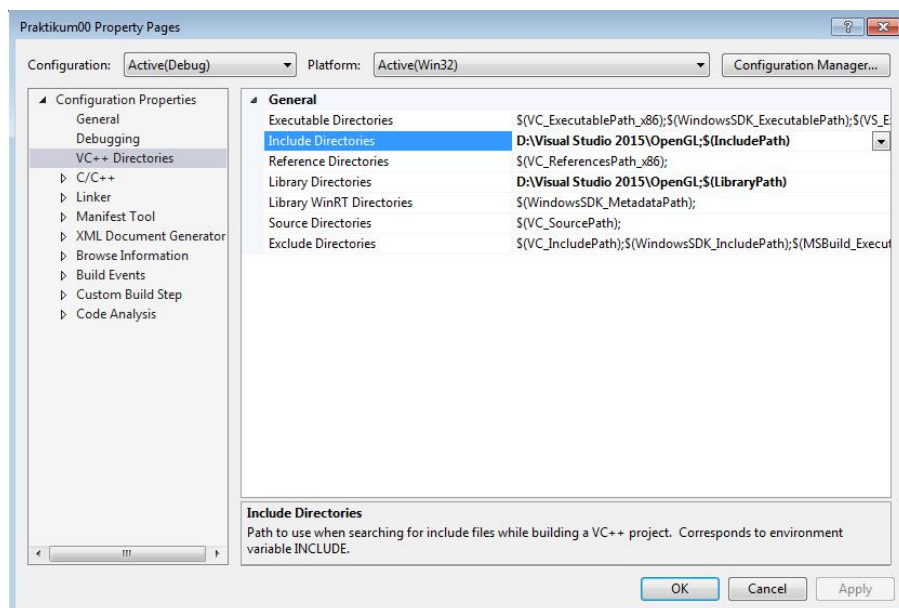 Praktikum00 Property Pages
Configuration: Active(Debug) Platform: Active(Win32) Configuration Manager...
Configuration Properties
General
Debugging
VC++ Directories
C/C++
Linker
Manifest Tool
XML Document Generator
Browse Information
Build Events
Custom Build Step
Code Analysis
General
Executable Directories $(VC_ExecutablePath_x86);$(WindowsSDK_ExecutablePath);$(VS_E
Include Directories D:\Visual Studio 2015\OpenGL;$(IncludePath)
Reference Directories $(VC_ReferencesPath_x86);
Library Directories D:\Visual Studio 2015\OpenGL;$(LibraryPath)
Library WinRT Directories $(WindowsSDK_MetadataPath);
Source Directories $(VC_SourcePath);
Exclude Directories $(VC_IncludePath);$(WindowsSDK_IncludePath);$(MSBuild_Execut
Include Directories
Path to use when searching for include files while building a VC++ project. Corresponds to environment
variable INCLUDE.
OK Cancel Apply